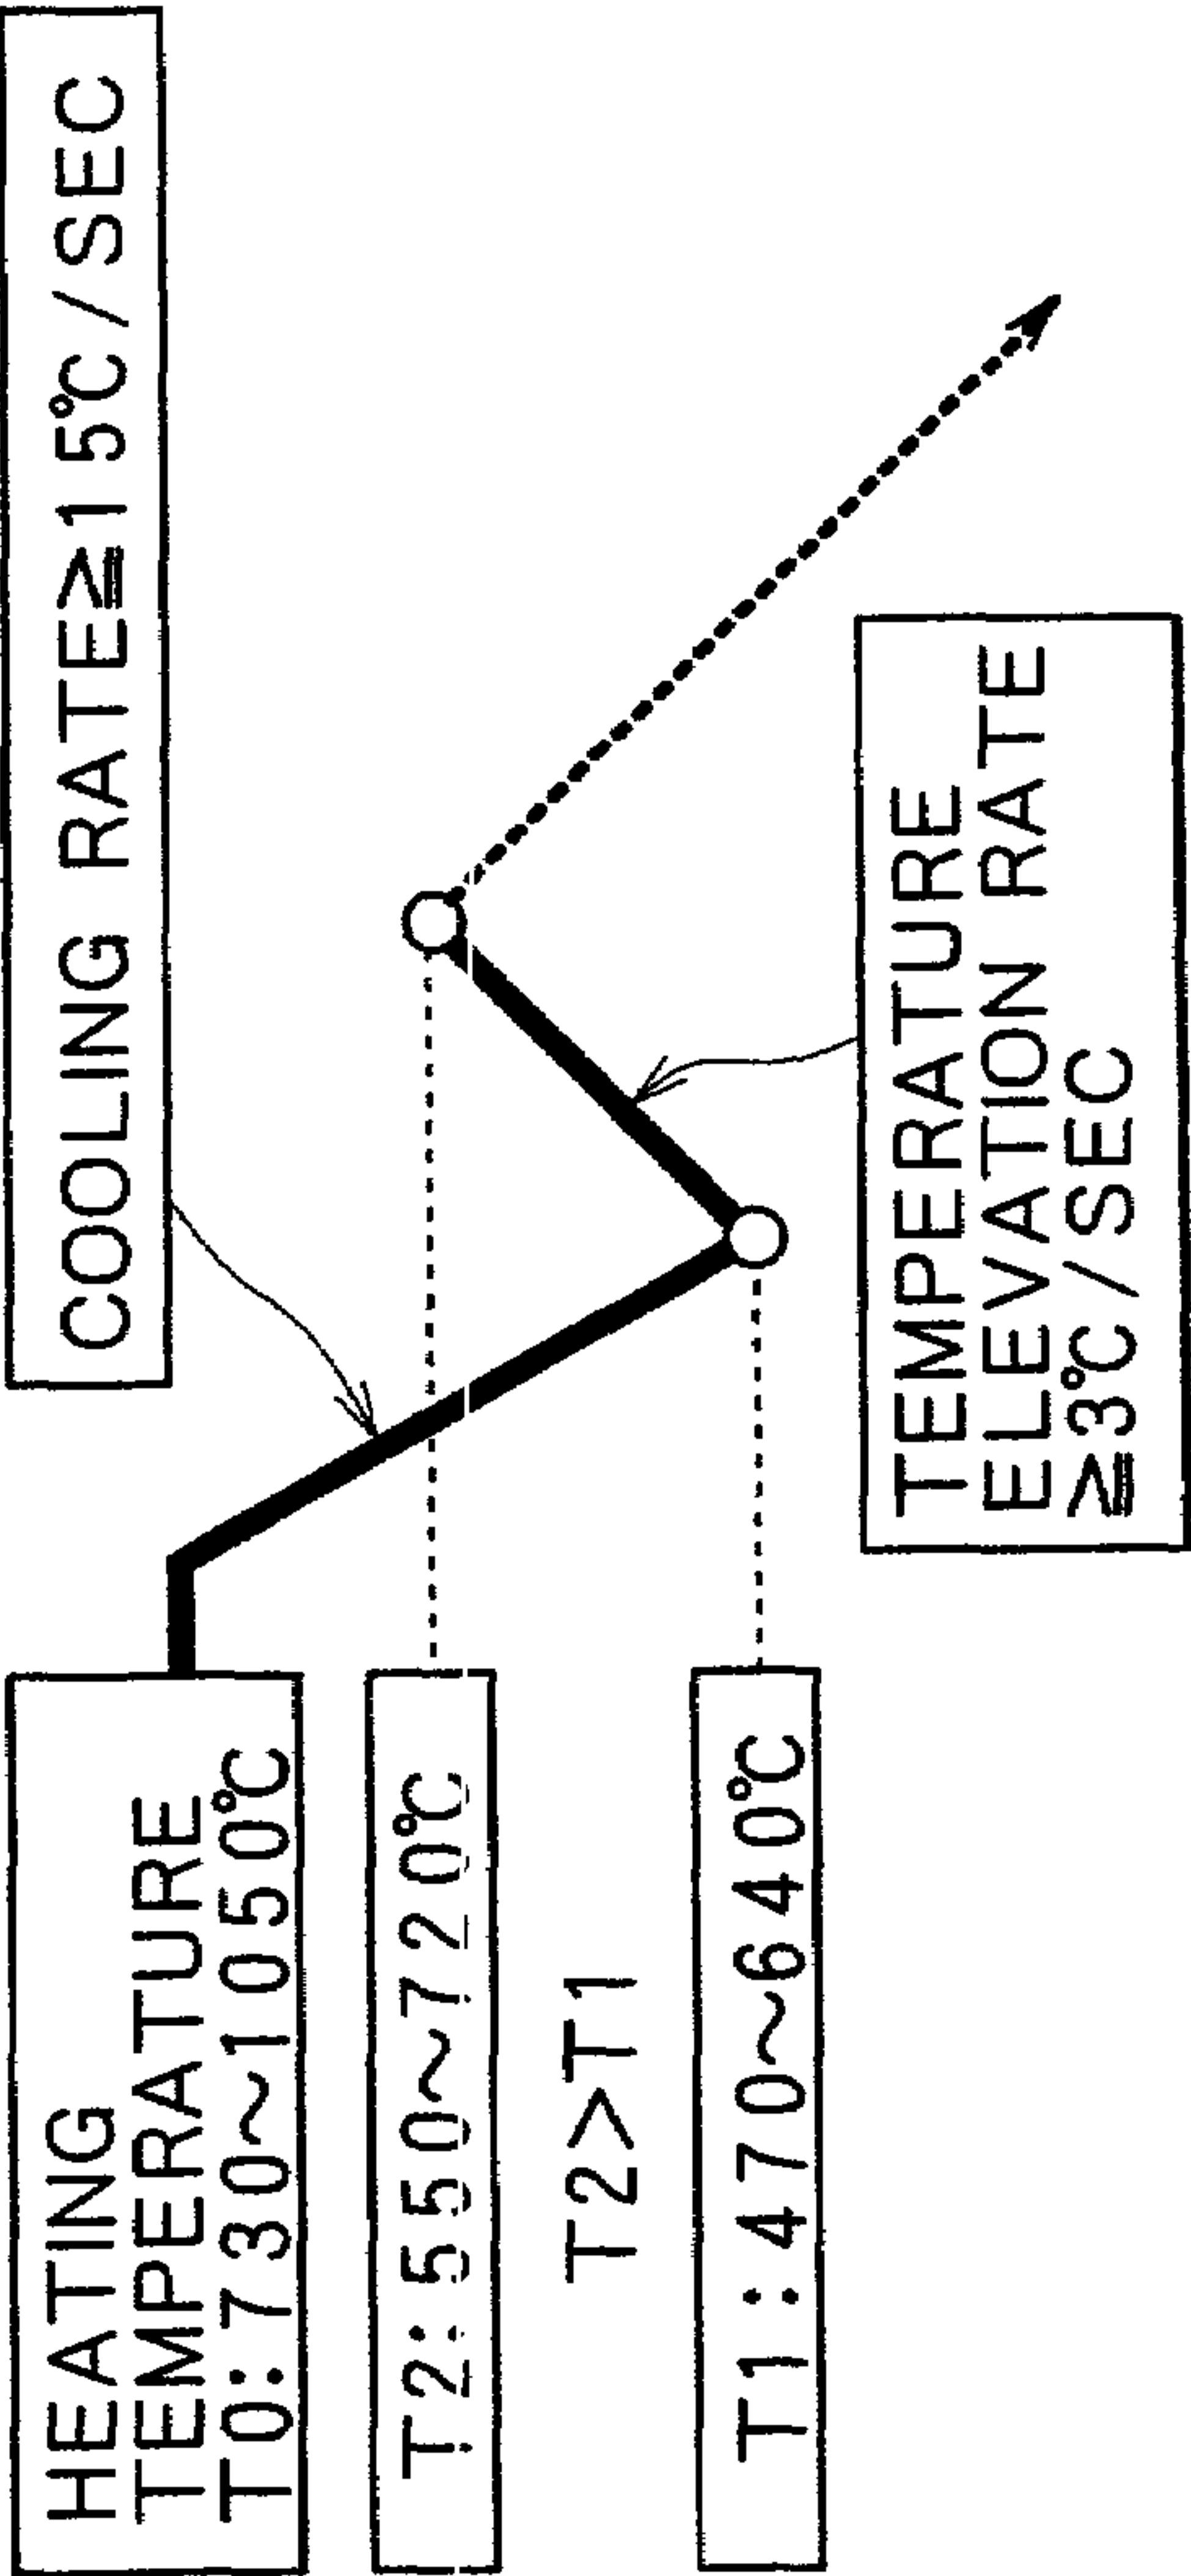 HEATING
TEMPERATURE
T0:730~1050℃
COOLING RATE≧15℃/SEC
T2:550~720℃
T2>T1
T1:470~640℃
TEMPERATURE
ELEVATION RATE
≧3℃/SEC